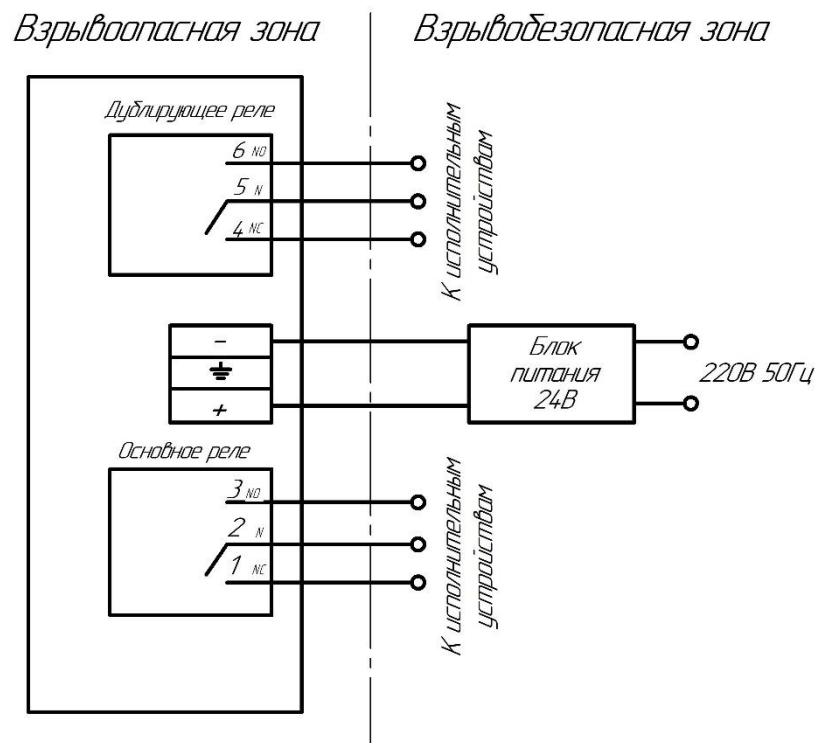 Взрывоопасная зона
Взрывобезопасная зона
Дублирующее реле
6 NO
5 N
4 NC
К исполнительным
устройствам
-
+
Блок
питания
24В
220В 50Гц
Основное реле
3 NO
2 N
1 NC
К исполнительным
устройствам